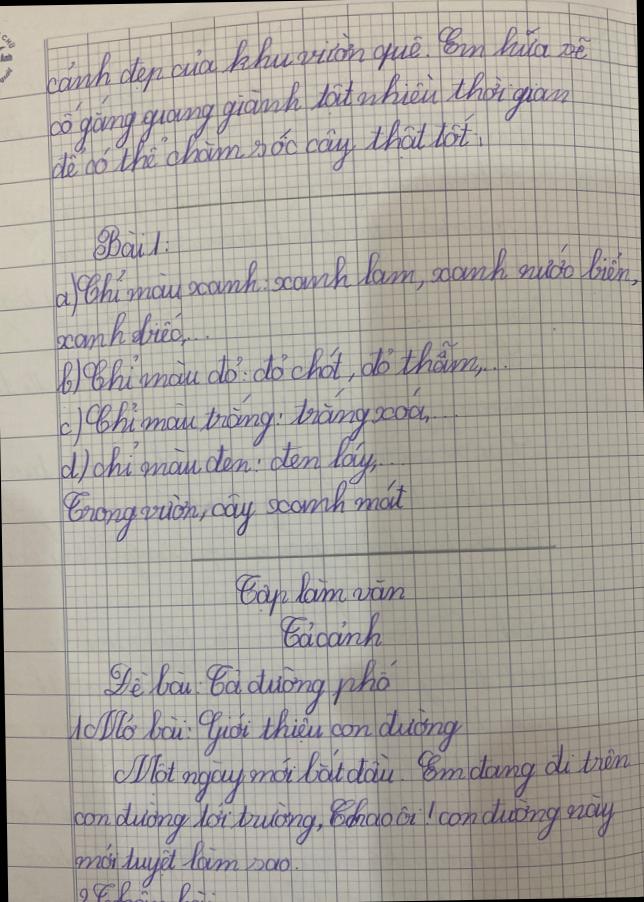 cảnh đẹp của khu vườn quê. Em hứa sẽ
cố gắng giang giành tất nhiều thời gian
để có thể chăm sóc cây thật tốt.
Bài 1:
a) Chỉ màu xanh: xanh lam, xanh nước biển,
xanh biếc,...
b) Chỉ màu đỏ: đỏ chót, đỏ thẫm,...
c) Chỉ màu trắng: trắng xoá,...
d) chỉ màu đen: đen láy,...
Trong vườn, cây xanh mát
Tập làm văn
Tả cảnh
Đề bài: Tả đường phố
1. Mở bài: Giới thiệu con đường
Một ngày mới bắt đầu. Em đang đi trên
con đường tới trường, Chao ôi! con đường này
mới tuyệt làm sao.